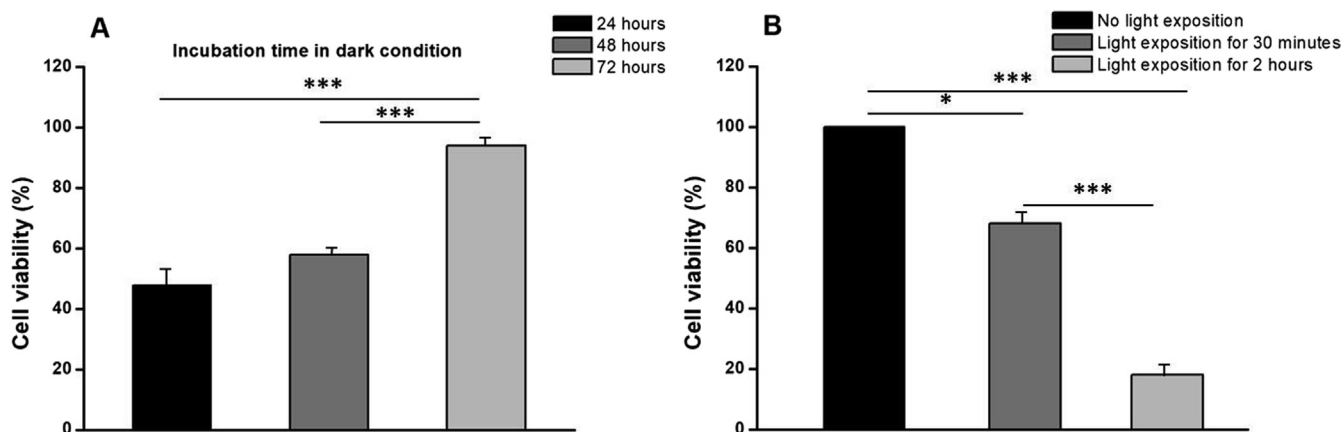 A
Incubation time in dark condition
24 hours
48 hours
72 hours
Cell viability (%)
120
100
80
60
40
20
0
***
***
B
No light exposition
Light exposition for 30 minutes
Light exposition for 2 hours
Cell viability (%)
120
100
80
60
40
20
0
***
*
***